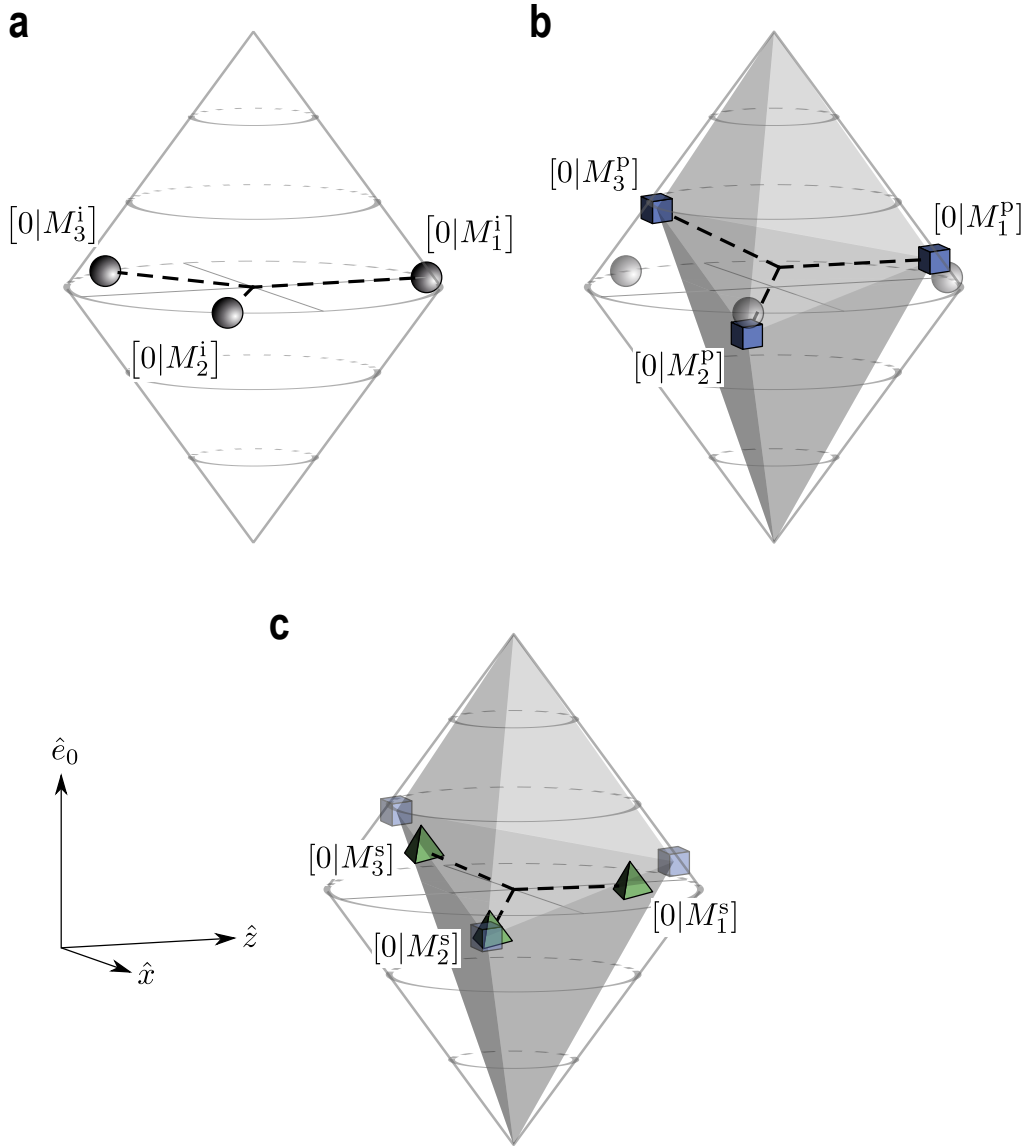 a
b
[0|M₃ⁱ]
[0|M₁ⁱ]
[0|M₂ⁱ]
[0|M₃ᵖ]
[0|M₁ᵖ]
[0|M₂ᵖ]
c
[0|M₃ˢ]
[0|M₁ˢ]
[0|M₂ˢ]
ê₀
ẑ
x̂